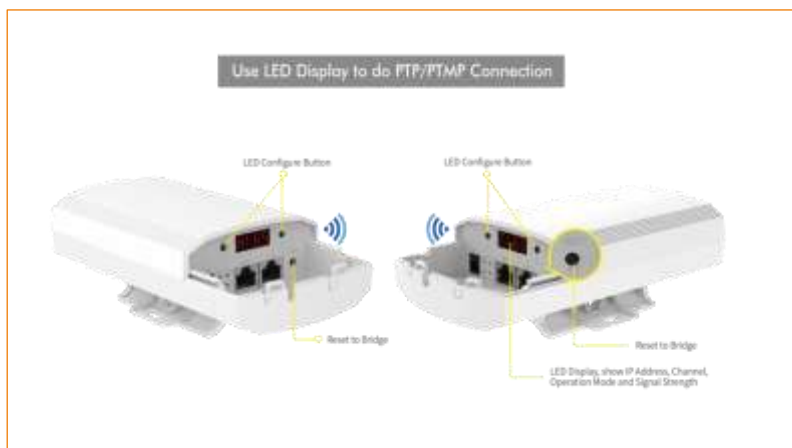 Use LED Display to do PTP/PTMP Connection
LED Configure Button
LED Configure Button
Reset to Bridge
Reset to Bridge
LED Display, show IP Address, Channel,
Operation Mode and Signal Strength